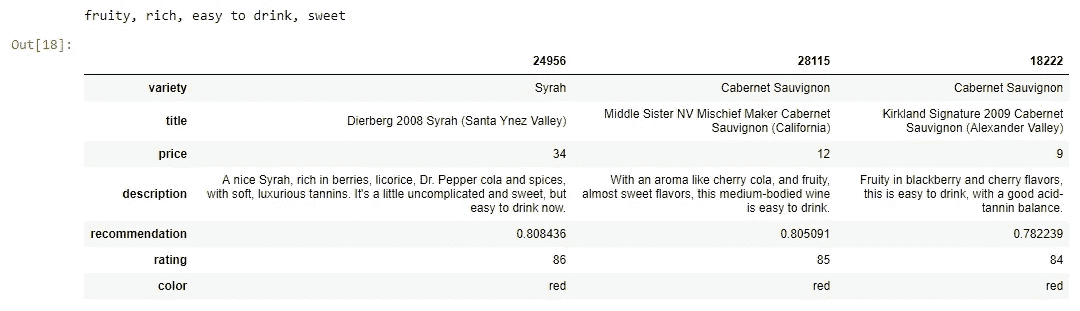 fruity, rich, easy to drink, sweet
Out[18]:
24956 28115 18222
variety Syrah Cabernet Sauvignon Cabernet Sauvignon
title Dierberg 2008 Syrah (Santa Ynez Valley) Middle Sister NV Mischief Maker Cabernet Sauvignon (California) Kirkland Signature 2009 Cabernet Sauvignon (Alexander Valley)
price 34 12 9
description A nice Syrah, rich in berries, licorice, Dr. Pepper cola and spices, with soft, luxurious tannins. It's a little uncomplicated and sweet, but easy to drink now. With an aroma like cherry cola, and fruity, almost sweet flavors, this medium-bodied wine is easy to drink. Fruity in blackberry and cherry flavors, this is easy to drink, with a good acid-tannin balance.
recommendation 0.808436 0.805091 0.782239
rating 86 85 84
color red red red